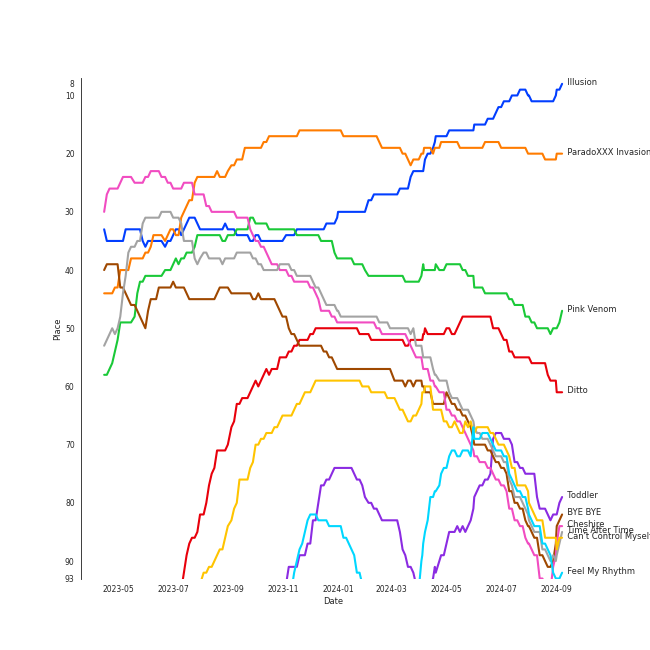 8
10
20
30
40
50
60
70
80
90
93
Place
2023-05
2023-07
2023-09
2023-11
2024-01
2024-03
2024-05
2024-07
2024-09
Date
Illusion
ParadoXXX Invasion
Pink Venom
Ditto
Toddler
BYE BYE
Cheshire
Time After Time
Can't Control Myself
Feel My Rhythm